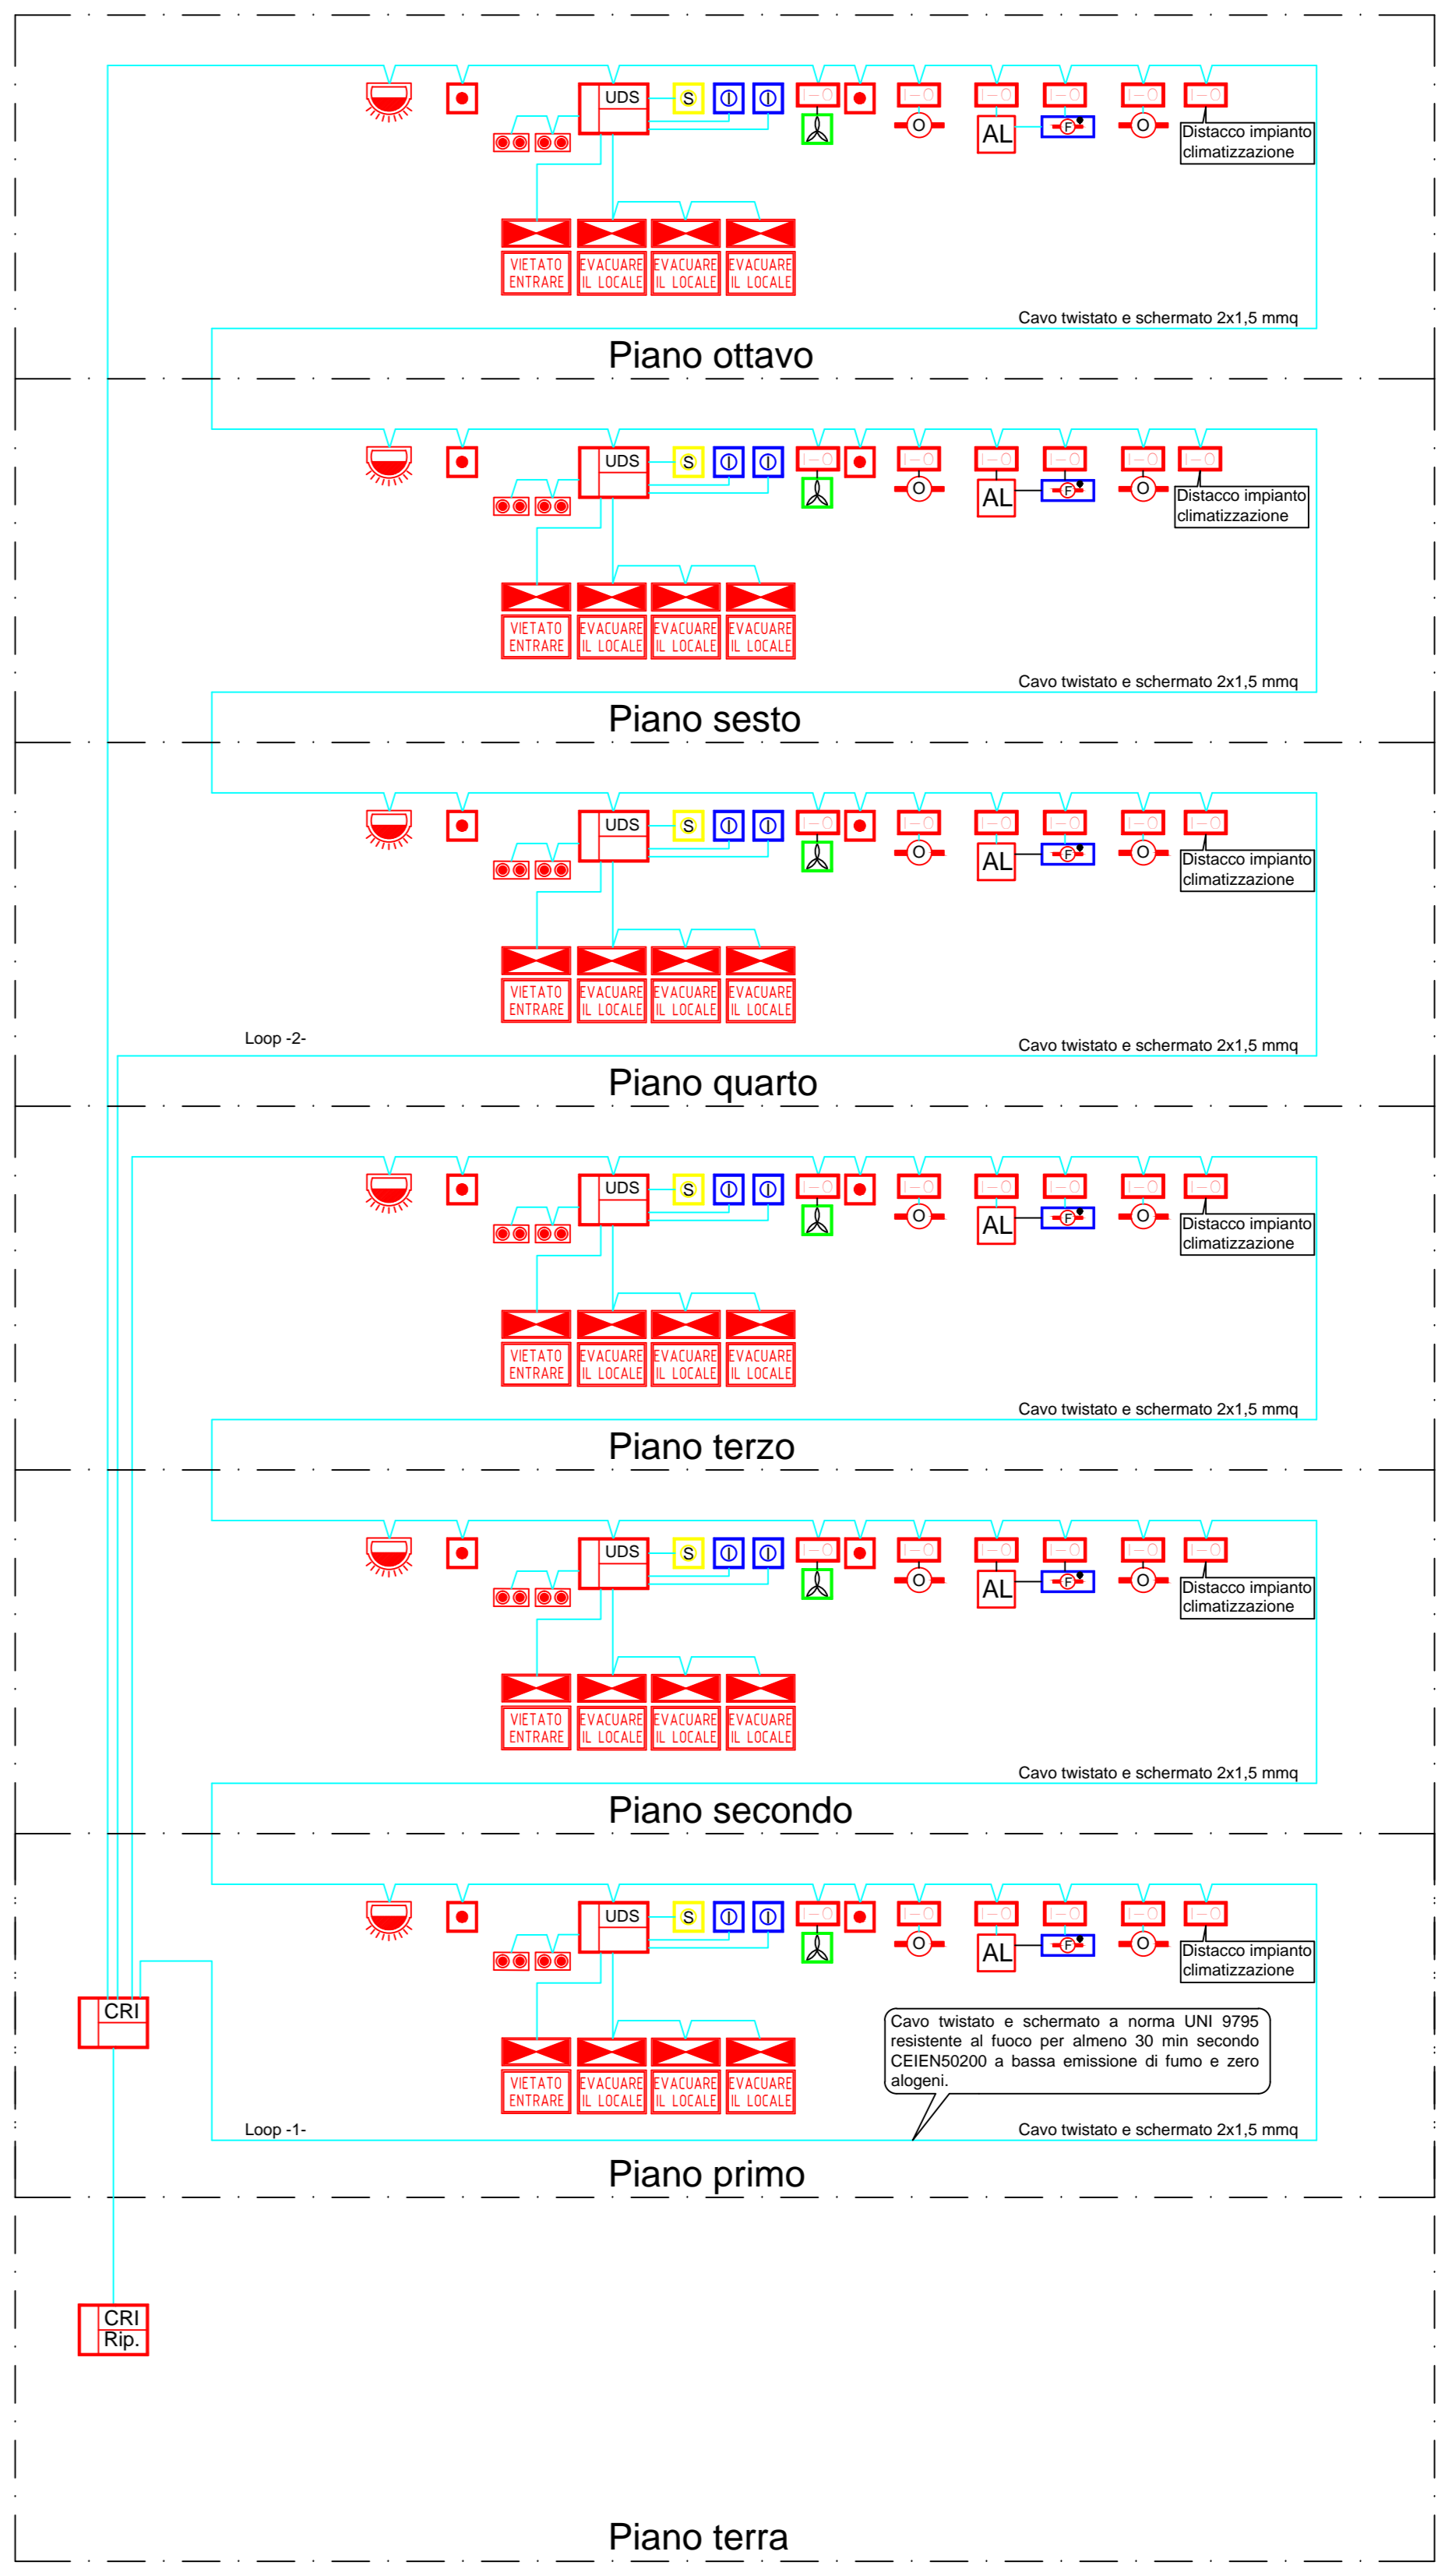 UDS
S
I
I
I-O
I-O
I-O
I-O
I-O
I-O
O
AL
F
O
Distacco impianto
climatizzazione
VIETATO
ENTRARE
EVACUARE
IL LOCALE
EVACUARE
IL LOCALE
EVACUARE
IL LOCALE
Cavo twistato e schermato 2x1,5 mmq
Piano ottavo
UDS
S
I
I
I-O
I-O
I-O
I-O
I-O
I-O
O
AL
F
O
Distacco impianto
climatizzazione
VIETATO
ENTRARE
EVACUARE
IL LOCALE
EVACUARE
IL LOCALE
EVACUARE
IL LOCALE
Cavo twistato e schermato 2x1,5 mmq
Piano sesto
UDS
S
I
I
I-O
I-O
I-O
I-O
I-O
I-O
O
AL
F
O
Distacco impianto
climatizzazione
VIETATO
ENTRARE
EVACUARE
IL LOCALE
EVACUARE
IL LOCALE
EVACUARE
IL LOCALE
Loop -2-
Cavo twistato e schermato 2x1,5 mmq
Piano quarto
UDS
S
I
I
I-O
I-O
I-O
I-O
I-O
I-O
O
AL
F
O
Distacco impianto
climatizzazione
VIETATO
ENTRARE
EVACUARE
IL LOCALE
EVACUARE
IL LOCALE
EVACUARE
IL LOCALE
Cavo twistato e schermato 2x1,5 mmq
Piano terzo
UDS
S
I
I
I-O
I-O
I-O
I-O
I-O
I-O
O
AL
F
O
Distacco impianto
climatizzazione
VIETATO
ENTRARE
EVACUARE
IL LOCALE
EVACUARE
IL LOCALE
EVACUARE
IL LOCALE
Cavo twistato e schermato 2x1,5 mmq
Piano secondo
UDS
S
I
I
I-O
I-O
I-O
I-O
I-O
I-O
O
AL
F
O
Distacco impianto
climatizzazione
CRI
VIETATO
ENTRARE
EVACUARE
IL LOCALE
EVACUARE
IL LOCALE
EVACUARE
IL LOCALE
Cavo twistato e schermato a norma UNI 9795
resistente al fuoco per almeno 30 min secondo
CEIEN50200 a bassa emissione di fumo e zero
alogeni.
Loop -1-
Cavo twistato e schermato 2x1,5 mmq
Piano primo
CRI
Rip.
Piano terra